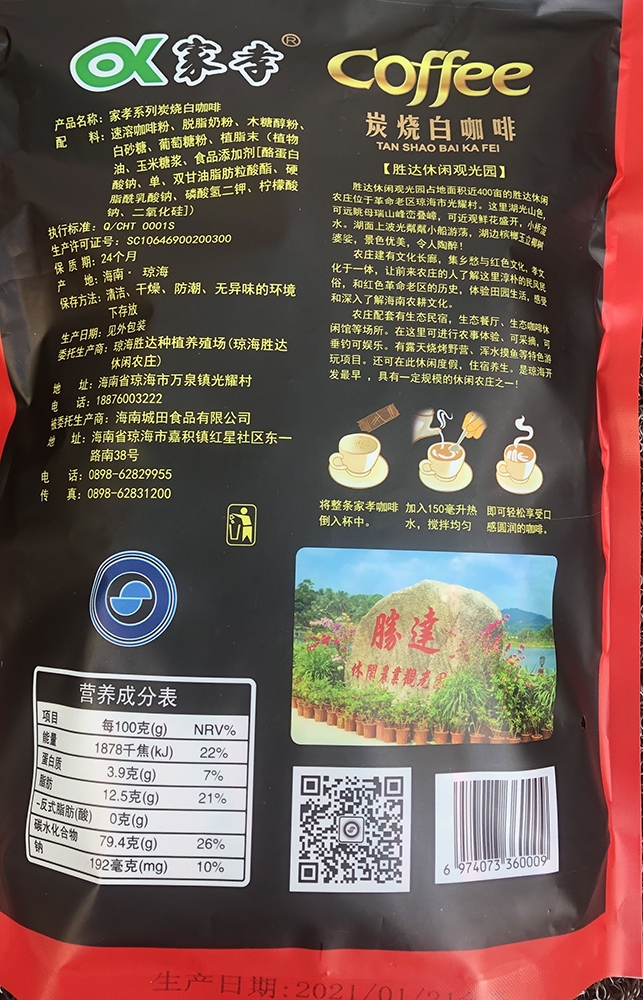 家孝®
Coffee
炭烧白咖啡
TAN SHAO BAI KA FEI
产品名称：家孝系列炭烧白咖啡
配 料：速溶咖啡粉、脱脂奶粉、木糖醇粉、
白砂糖、葡萄糖粉、植脂末（植物
油、玉米糖浆、食品添加剂[酪蛋白
酸钠、单、双甘油脂肪酸酯、硬
脂酰乳酸钠、磷酸氢二钾、柠檬酸
钠、二氧化硅]）
执行标准：Q/CHT 0001S
生产许可证号：SC10646900200300
保 质 期：24个月
产 地：海南·琼海
保存方法：清洁、干燥、防潮、无异味的环境
下存放
生产日期：见外包装
委托生产商：琼海胜达种植养殖场(琼海胜达
休闲农庄)
地 址：海南省琼海市万泉镇光耀村
电 话：18876003222
被委托生产商：海南城田食品有限公司
地 址：海南省琼海市嘉积镇红星社区东一
路南38号
电 话：0898-62829955
传 真：0898-62831200
【胜达休闲观光园】
胜达休闲观光园占地面积近400亩的胜达休闲
农庄位于革命老区琼海市光耀村。这里湖光山色，
可远眺母瑞山峰峦叠嶂，可近观鲜花盛开，小桥流
水。湖面上波光粼粼小船游荡，湖边槟榔玉立椰树
婆娑，景色优美，令人陶醉！
农庄建有文化长廊，集乡愁与红色文化，孝文
化于一体，让前来农庄的人了解这里淳朴的民风民
俗，和红色革命老区的历史，体验田园生活，感受
和深入了解海南农耕文化。
农庄配套有生态民宿，生态餐厅、生态咖啡休
闲馆等场所。在这里可进行农事体验、可采摘，可
垂钓可娱乐。有露天烧烤野营、浑水摸鱼等特色游
玩项目。还可在此休闲度假，住宿养生，是琼海开
发最早，具有一定规模的休闲农庄之一！
将整条家孝咖啡
倒入杯中。
加入150毫升热
水，搅拌均匀
即可轻松享受口
感圆润的咖啡。
勝達
休閒農業觀光園
营养成分表
项目 每100克(g) NRV%
能量 1878千焦(kJ) 22%
蛋白质 3.9克(g) 7%
脂肪 12.5克(g) 21%
-反式脂肪(酸) 0克(g)
碳水化合物 79.4克(g) 26%
钠 192毫克(mg) 10%
6 974073 360009
生产日期:2021/01/21